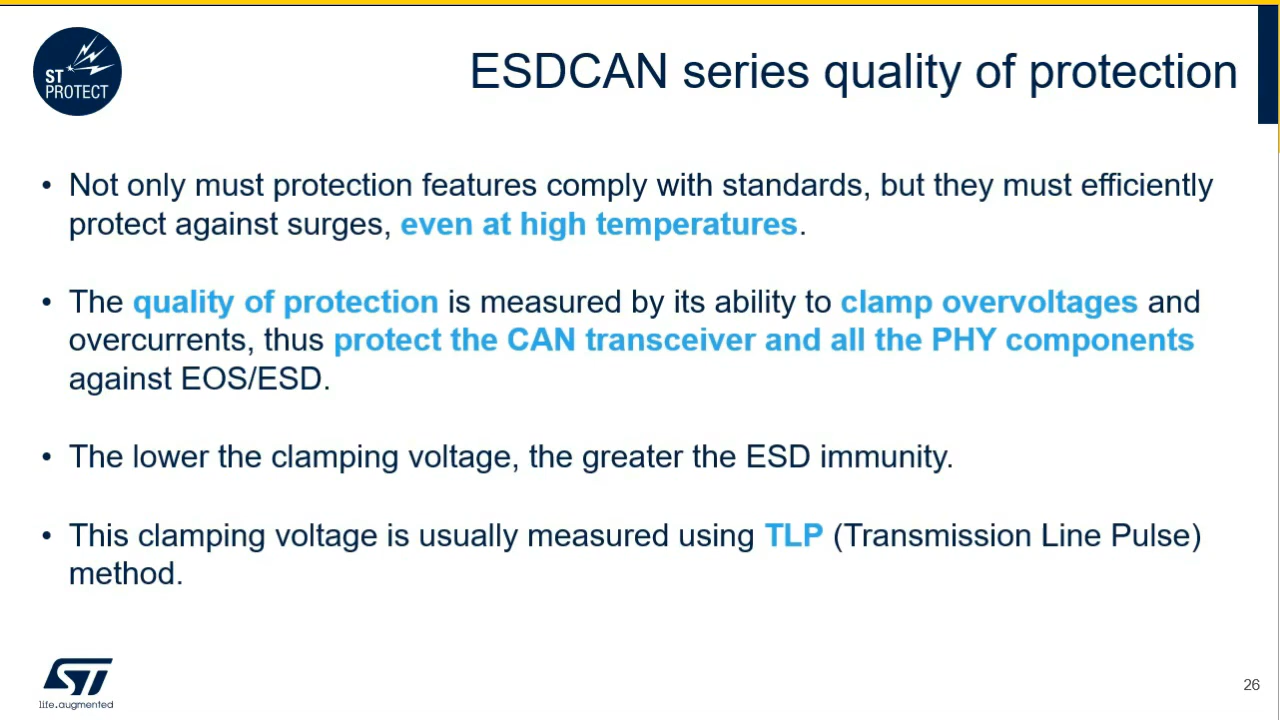 ST
PROTECT
ESDCAN series quality of protection
• Not only must protection features comply with standards, but they must efficiently
protect against surges, even at high temperatures.
• The quality of protection is measured by its ability to clamp overvoltages and
overcurrents, thus protect the CAN transceiver and all the PHY components
against EOS/ESD.
• The lower the clamping voltage, the greater the ESD immunity.
• This clamping voltage is usually measured using TLP (Transmission Line Pulse)
method.
ST
life.augmented
26